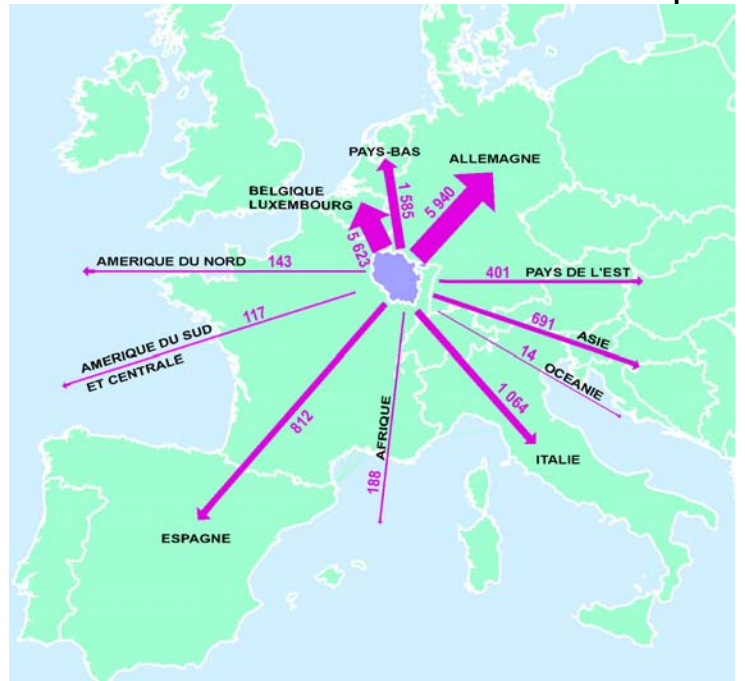 PAYS-BAS
ALLEMAGNE
1 585
5 940
BELGIQUE
LUXEMBOURG
5 623
AMERIQUE DU NORD
143
401
PAYS DE L'EST
117
AMERIQUE DU SUD
ET CENTRALE
691
ASIE
14
OCEANIE
812
1 064
AFRIQUE
188
ITALIE
ESPAGNE